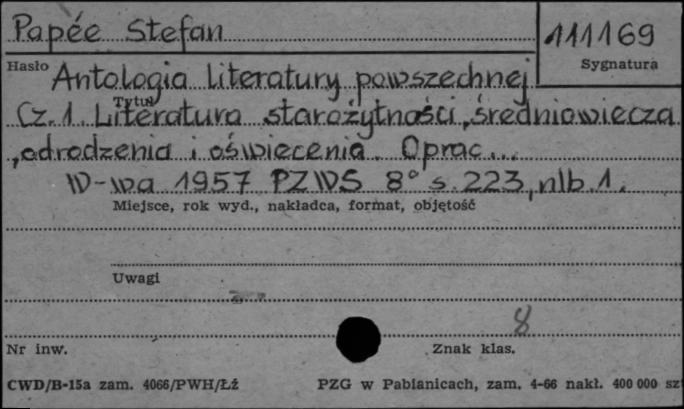 Papée Stefan
111169
Hasło
Sygnatura
Antologia literatury powszechnej
Tytuł
Cz.1. Literatura starożytności, średniowiecza
,odrodzenia i oświecenia. Oprac...
W-wa 1957 PZWS 8° s.223, nlb.1.
Miejsce, rok wyd., nakładca, format, objętość
Uwagi
8
Nr inw.
Znak klas.
CWD/B-15a zam. 4066/PWH/Łź
PZG w Pabianicach, zam. 4-66 nakł. 400 000 szt